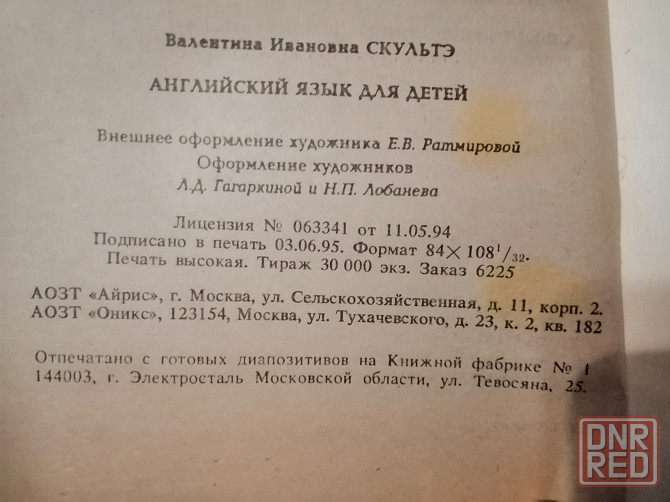 Валентина Ивановна СКУЛЬТЭ
АНГЛИЙСКИЙ ЯЗЫК ДЛЯ ДЕТЕЙ
Внешнее оформление художника Е.В. Ратмировой
Оформление художников
Л.Д. Гагаркиной и Н.П. Лобанева
Лицензия № 063341 от 11.05.94
Подписано в печать 03.06.95. Формат 84×108¹/₃₂.
Печать высокая. Тираж 30 000 экз. Заказ 6225
АОЗТ «Айрис», г. Москва, ул. Сельскохозяйственная, д. 11, корп. 2.
АОЗТ «Оникс», 123154, Москва, ул. Тухачевского, д. 23, к. 2, кв. 182
Отпечатано с готовых диапозитивов на Книжной фабрике № 1
144003, г. Электросталь Московской области, ул. Тевосяна, 25.
DNR
RED